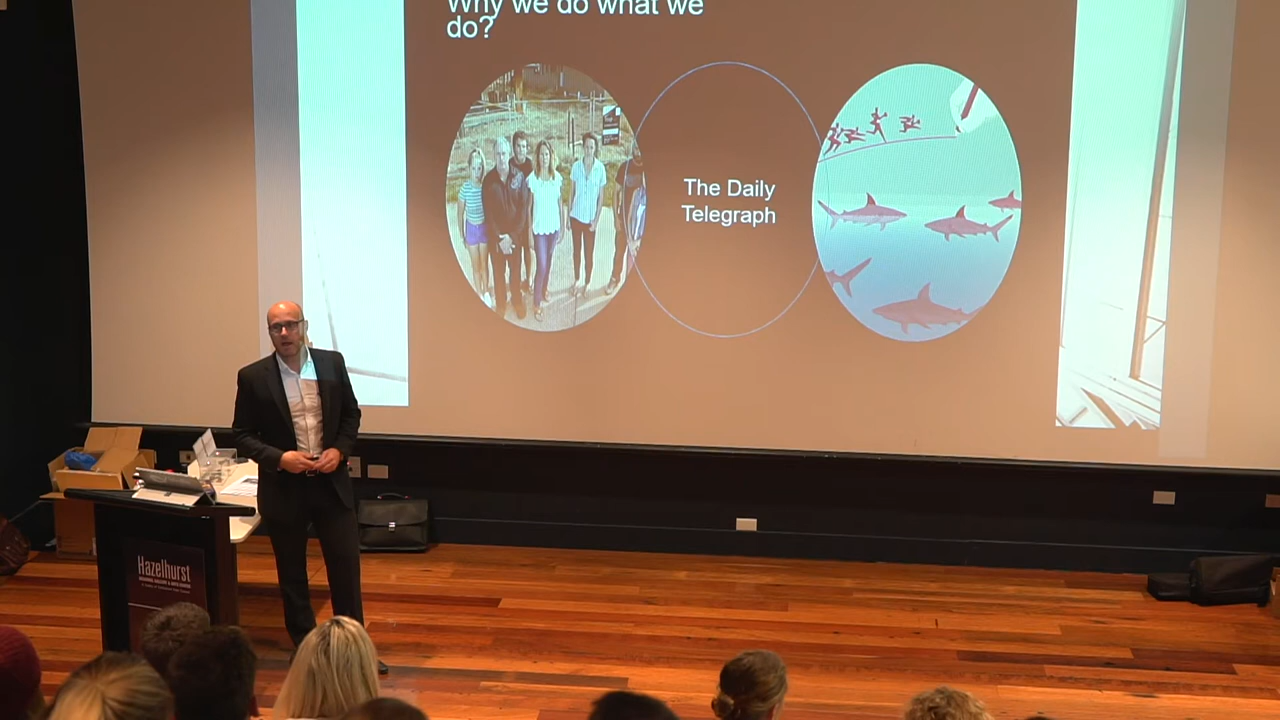 Why we do what we
do?
The Daily
Telegraph
Hazelhurst